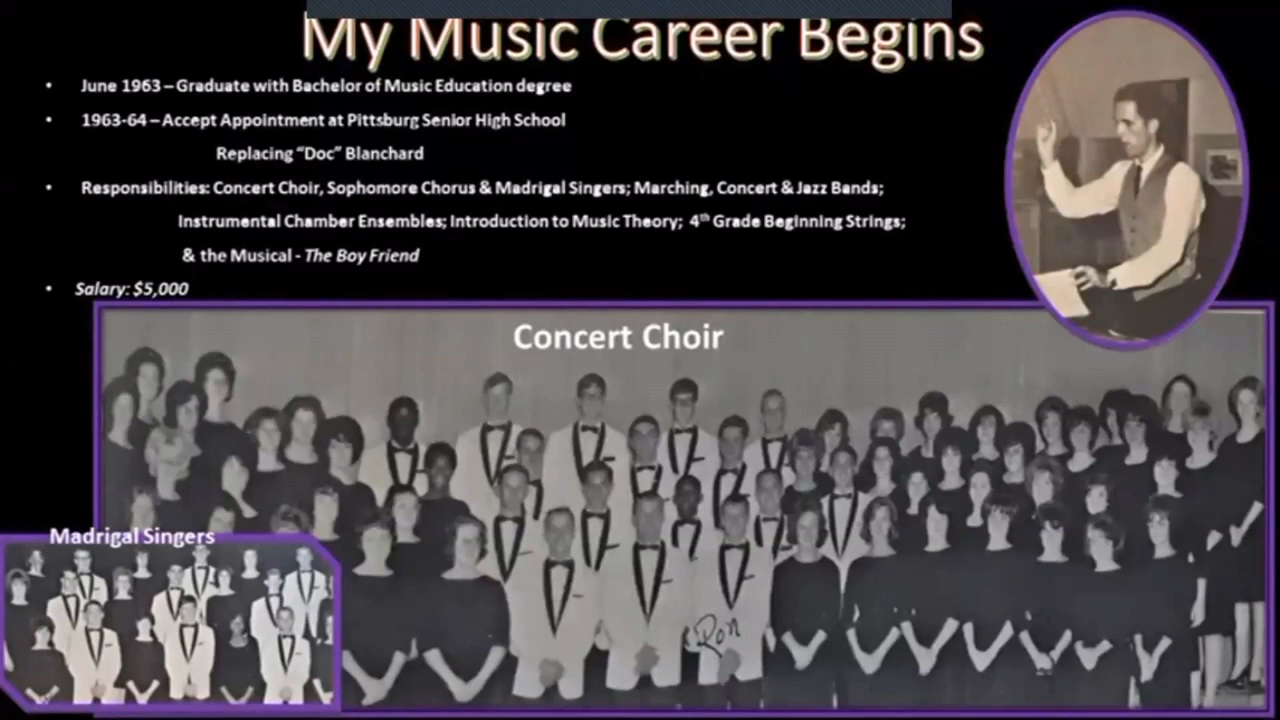 My Music Career Begins
• June 1963 – Graduate with Bachelor of Music Education degree
• 1963-64 – Accept Appointment at Pittsburg Senior High School
Replacing “Doc” Blanchard
• Responsibilities: Concert Choir, Sophomore Chorus & Madrigal Singers; Marching, Concert & Jazz Bands;
Instrumental Chamber Ensembles; Introduction to Music Theory; 4th Grade Beginning Strings;
& the Musical - The Boy Friend
• Salary: $5,000
Concert Choir
Madrigal Singers
Ron